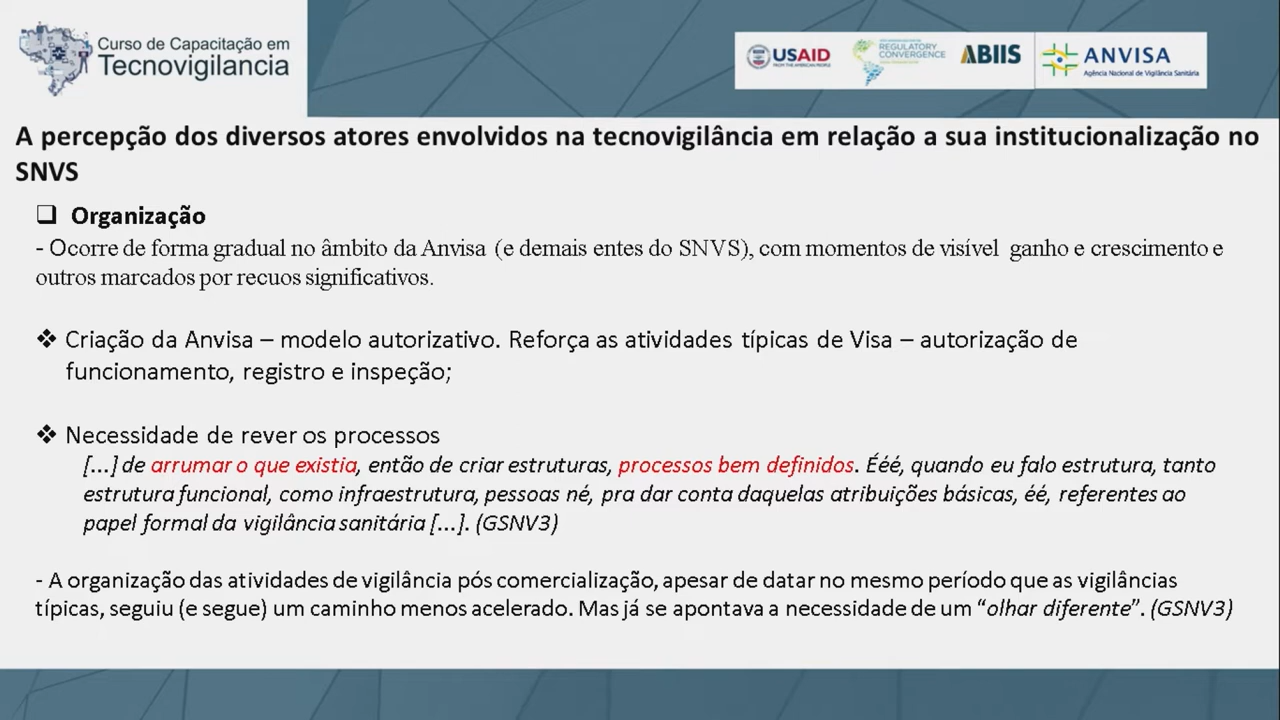 Curso de Capacitação em
Tecnovigilancia
USAID
FROM THE AMERICAN PEOPLE
REGULATORY
CONVERGENCE
ABIIS
ANVISA
Agência Nacional de Vigilância Sanitária
A percepção dos diversos atores envolvidos na tecnovigilância em relação a sua institucionalização no
SNVS
❑ Organização
- Ocorre de forma gradual no âmbito da Anvisa (e demais entes do SNVS), com momentos de visível ganho e crescimento e
outros marcados por recuos significativos.
❖ Criação da Anvisa – modelo autorizativo. Reforça as atividades típicas de Visa – autorização de
funcionamento, registro e inspeção;
❖ Necessidade de rever os processos
[...] de arrumar o que existia, então de criar estruturas, processos bem definidos. Ééé, quando eu falo estrutura, tanto
estrutura funcional, como infraestrutura, pessoas né, pra dar conta daquelas atribuições básicas, éé, referentes ao
papel formal da vigilância sanitária [...]. (GSNV3)
- A organização das atividades de vigilância pós comercialização, apesar de datar no mesmo período que as vigilâncias
típicas, seguiu (e segue) um caminho menos acelerado. Mas já se apontava a necessidade de um “olhar diferente”. (GSNV3)